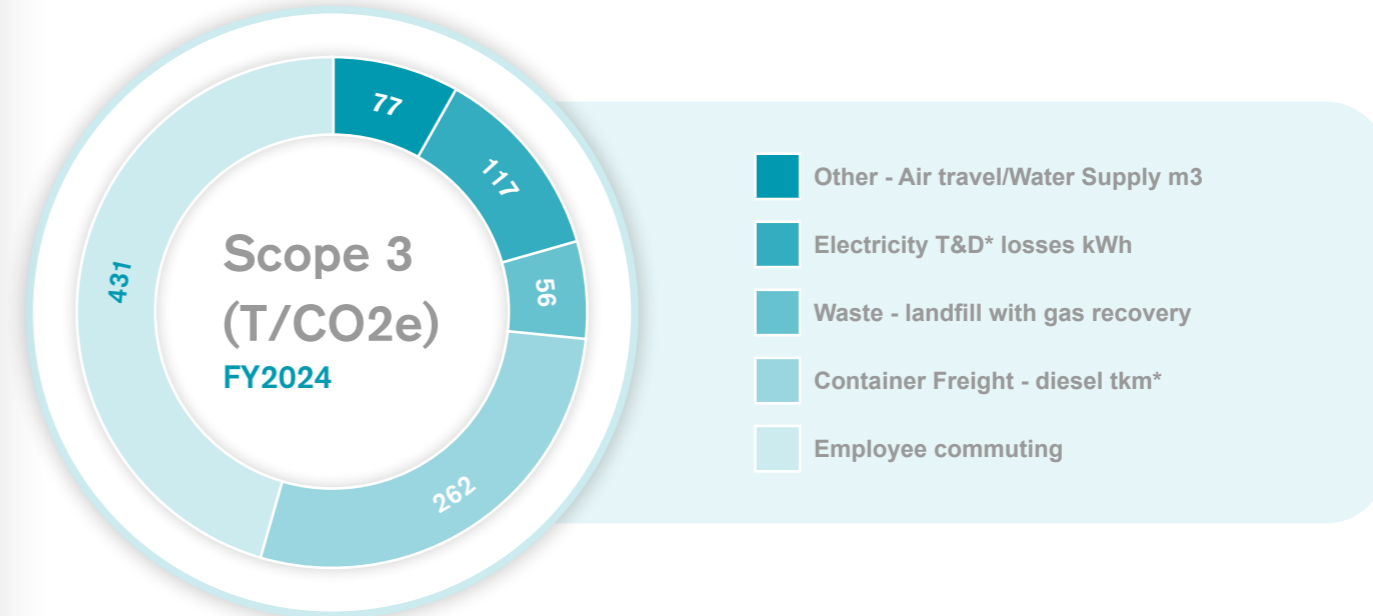 77
117
56
262
431
Scope 3
(T/CO2e)
FY2024
Other - Air travel/Water Supply m3
Electricity T&D* losses kWh
Waste - landfill with gas recovery
Container Freight - diesel tkm*
Employee commuting